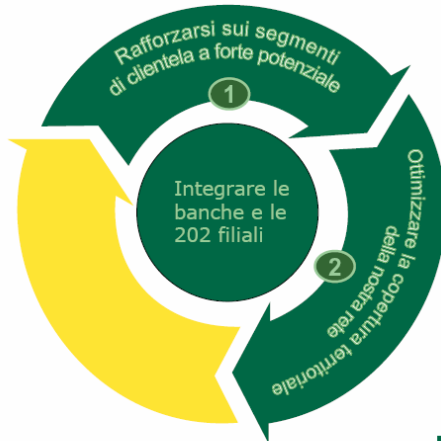 Rafforzarsi sui segmenti
di clientela a forte potenziale
1
Integrare le
banche e le
202 filiali
Ottimizzare la copertura territoriale
della nostra rete
2